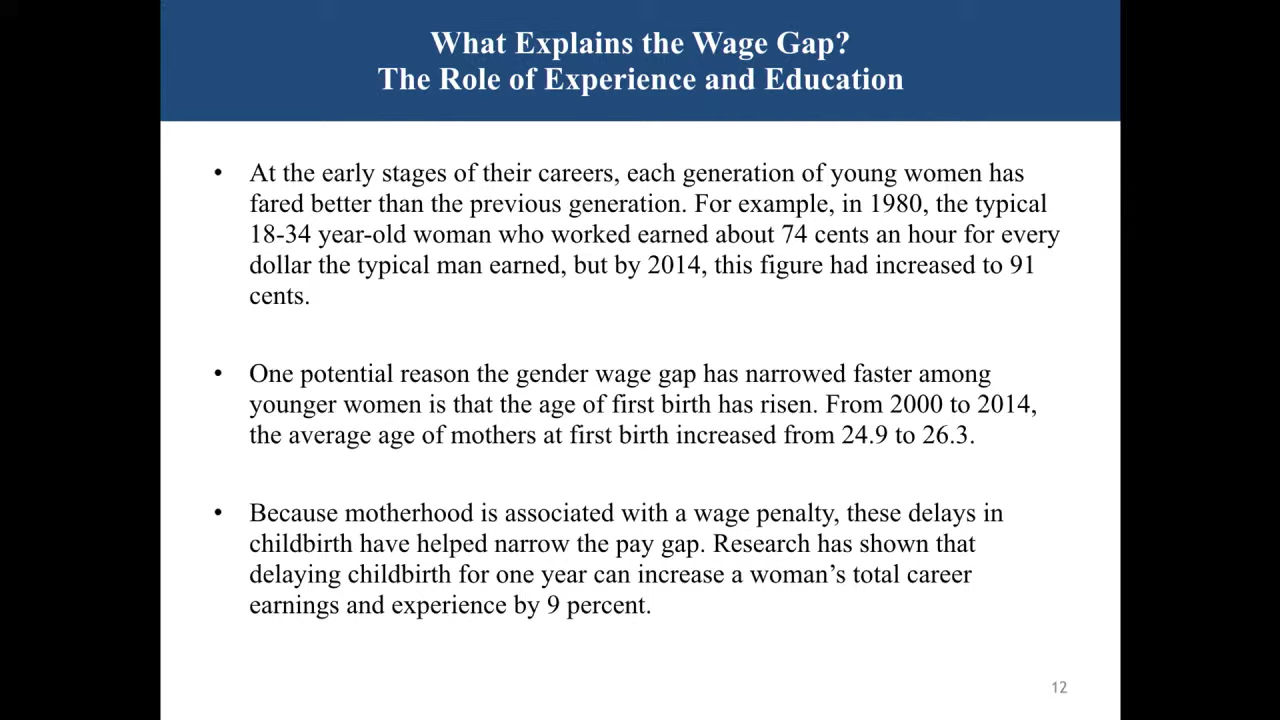 What Explains the Wage Gap?
The Role of Experience and Education
• At the early stages of their careers, each generation of young women has
fared better than the previous generation. For example, in 1980, the typical
18-34 year-old woman who worked earned about 74 cents an hour for every
dollar the typical man earned, but by 2014, this figure had increased to 91
cents.
• One potential reason the gender wage gap has narrowed faster among
younger women is that the age of first birth has risen. From 2000 to 2014,
the average age of mothers at first birth increased from 24.9 to 26.3.
• Because motherhood is associated with a wage penalty, these delays in
childbirth have helped narrow the pay gap. Research has shown that
delaying childbirth for one year can increase a woman’s total career
earnings and experience by 9 percent.
12